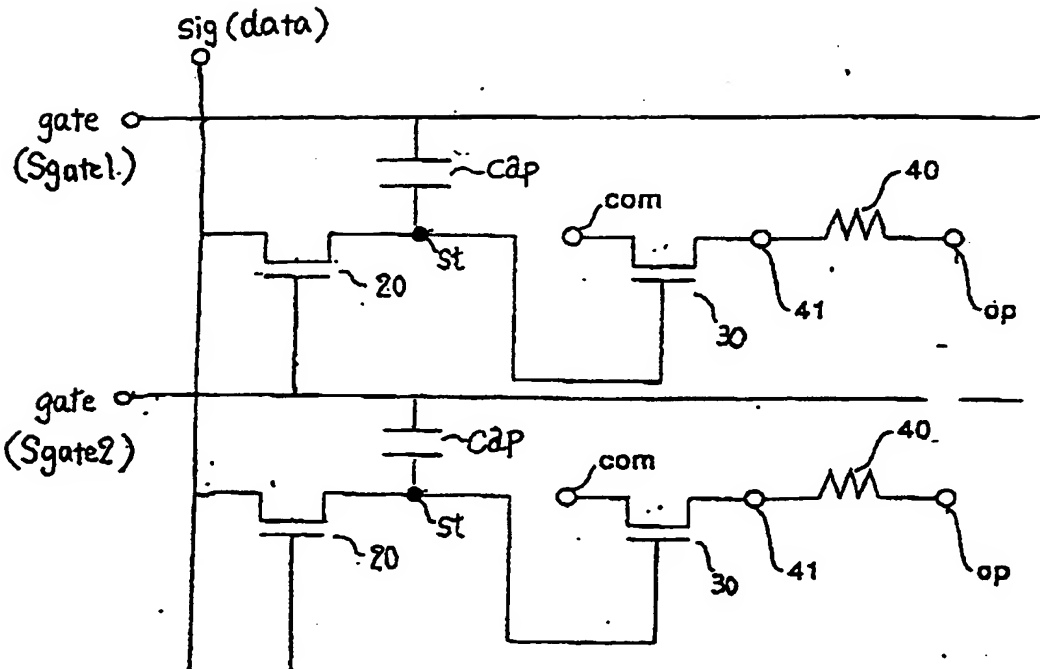 sig (data)
gate
(Sgate1.)
cap
40
com
st
20
30
41
op
gate
(Sgate2)
cap
40
com
st
20
30
41
op